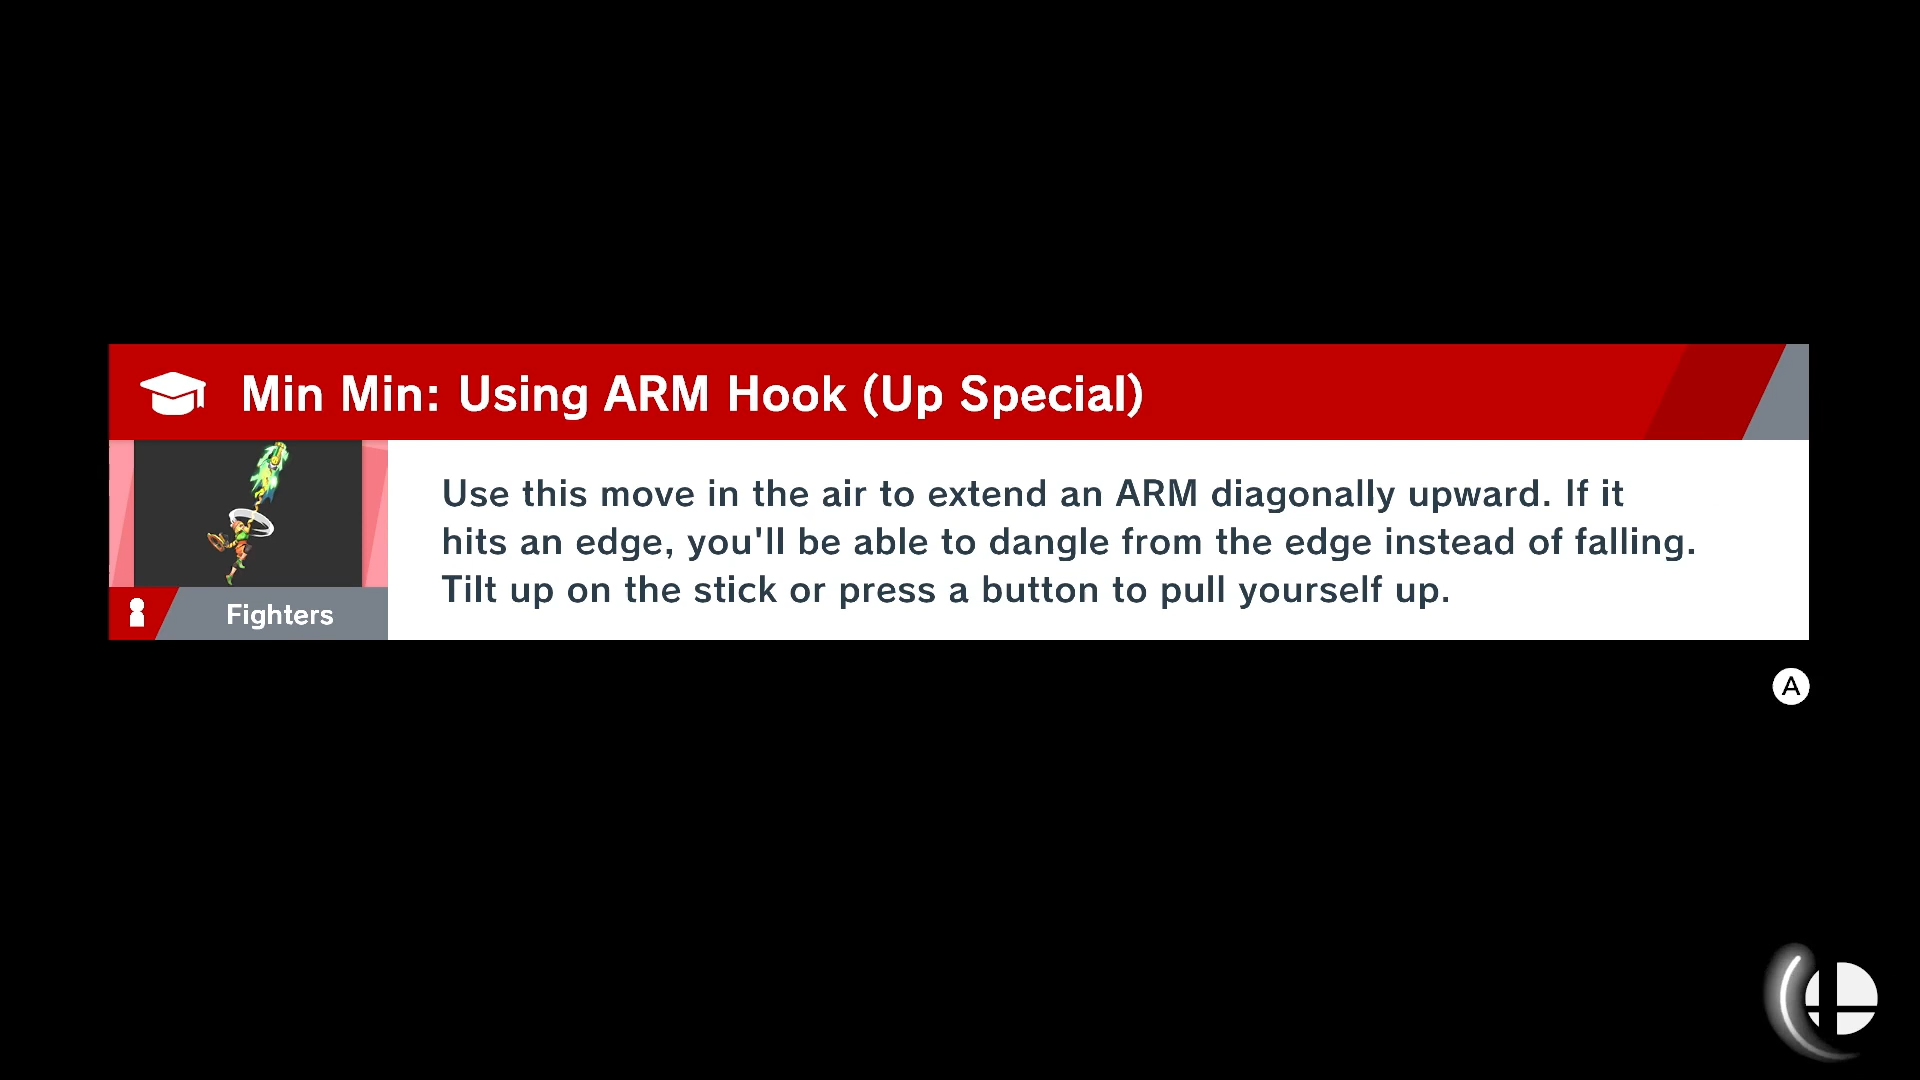 Min Min: Using ARM Hook (Up Special)
Use this move in the air to extend an ARM diagonally upward. If it
hits an edge, you'll be able to dangle from the edge instead of falling.
Tilt up on the stick or press a button to pull yourself up.
Fighters
A